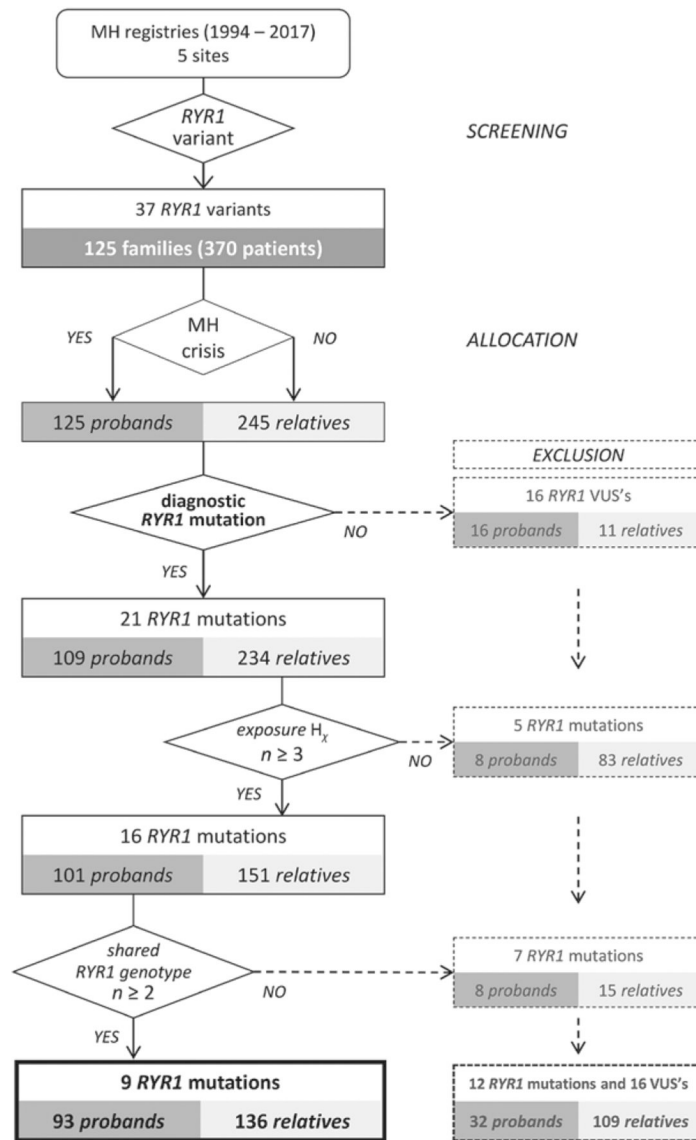 MH registries (1994 – 2017)
5 sites
RYR1
variant
SCREENING
37 RYR1 variants
125 families (370 patients)
YES
MH
crisis
NO
ALLOCATION
125 probands
245 relatives
EXCLUSION
diagnostic
RYR1 mutation
NO
16 RYR1 VUS's
16 probands
11 relatives
YES
21 RYR1 mutations
109 probands
234 relatives
exposure Hχ
n ≥ 3
NO
5 RYR1 mutations
8 probands
83 relatives
YES
16 RYR1 mutations
101 probands
151 relatives
shared
RYR1 genotype
n ≥ 2
NO
7 RYR1 mutations
8 probands
15 relatives
YES
9 RYR1 mutations
93 probands
136 relatives
12 RYR1 mutations and 16 VUS's
32 probands
109 relatives